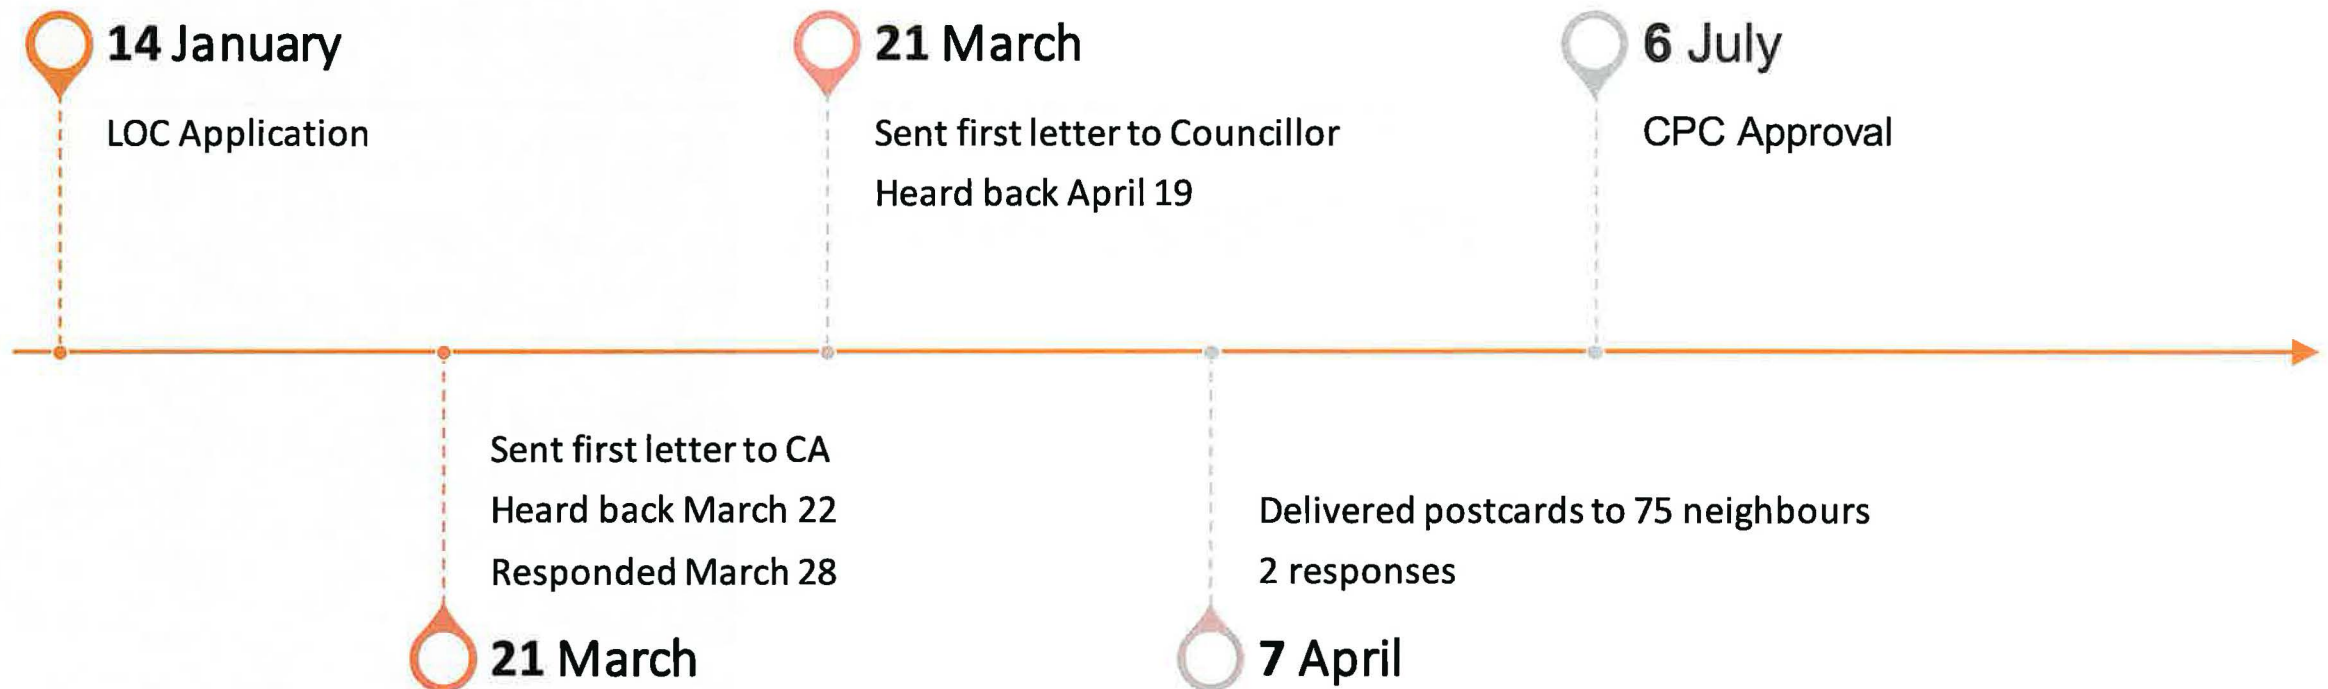 14 January
LOC Application
Sent first letter to CA
Heard back March 22
Responded March 28
21 March
21 March
Sent first letter to Councillor
Heard back April 19
Delivered postcards to 75 neighbours
2 responses
7 April
6 July
CPC Approval